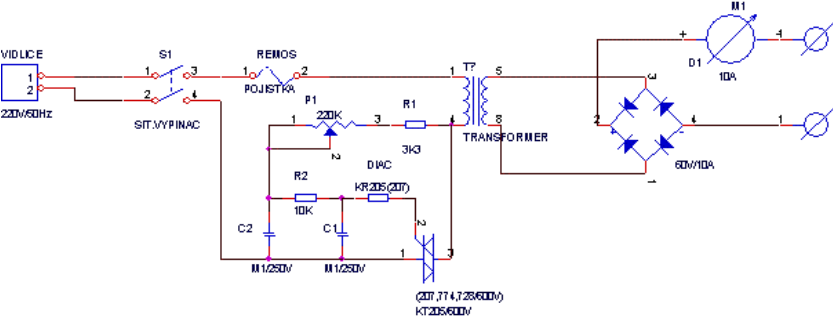 M1
VIDLICE
S1
REMOS
T?
+
-1
1
1
3
1
2
1
5
D1
10A
2
2
4
POJISTKA
3
220V/50Hz
P1
220K
R1
SIT.VYPINAC
1
3
4
8
TRANSFORMER
2
4
1
2
3K3
DIAC
60V/10A
R2
KR205(207)
1
10K
2
C2
C1
1
3
M1/250V
M1/250V
(207,774,728/600V)
KT205/600V